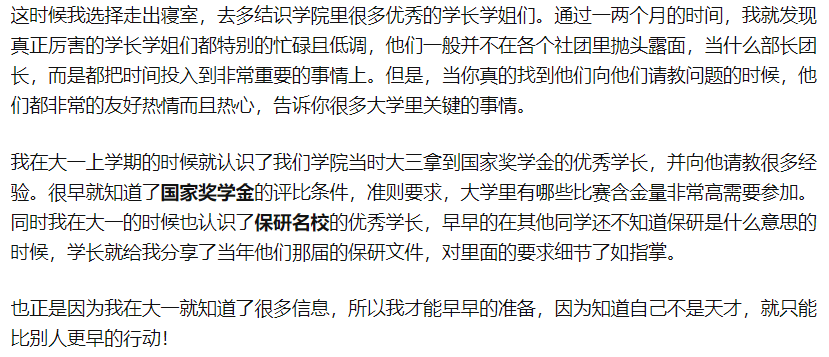 这时候我选择走出寝室，去多结识学院里很多优秀的学长学姐们。通过一两个月的时间，我就发现
真正厉害的学长学姐们都特别的忙碌且低调，他们一般并不在各个社团里抛头露面，当什么部长团
长，而是都把时间投入到非常重要的事情上。但是，当你真的找到他们向他们请教问题的时候，他
们都非常的友好热情而且热心，告诉你很多大学里关键的事情。
我在大一上学期的时候就认识了我们学院当时大三拿到国家奖学金的优秀学长，并向他请教很多经
验。很早就知道了国家奖学金的评比条件，准则要求，大学里有哪些比赛含金量非常高需要参加。
同时我在大一的时候也认识了保研名校的优秀学长，早早的在其他同学还不知道保研是什么意思的
时候，学长就给我分享了当年他们那届的保研文件，对里面的要求细节了如指掌。
也正是因为我在大一就知道了很多信息，所以我才能早早的准备，因为知道自己不是天才，就只能
比别人更早的行动！